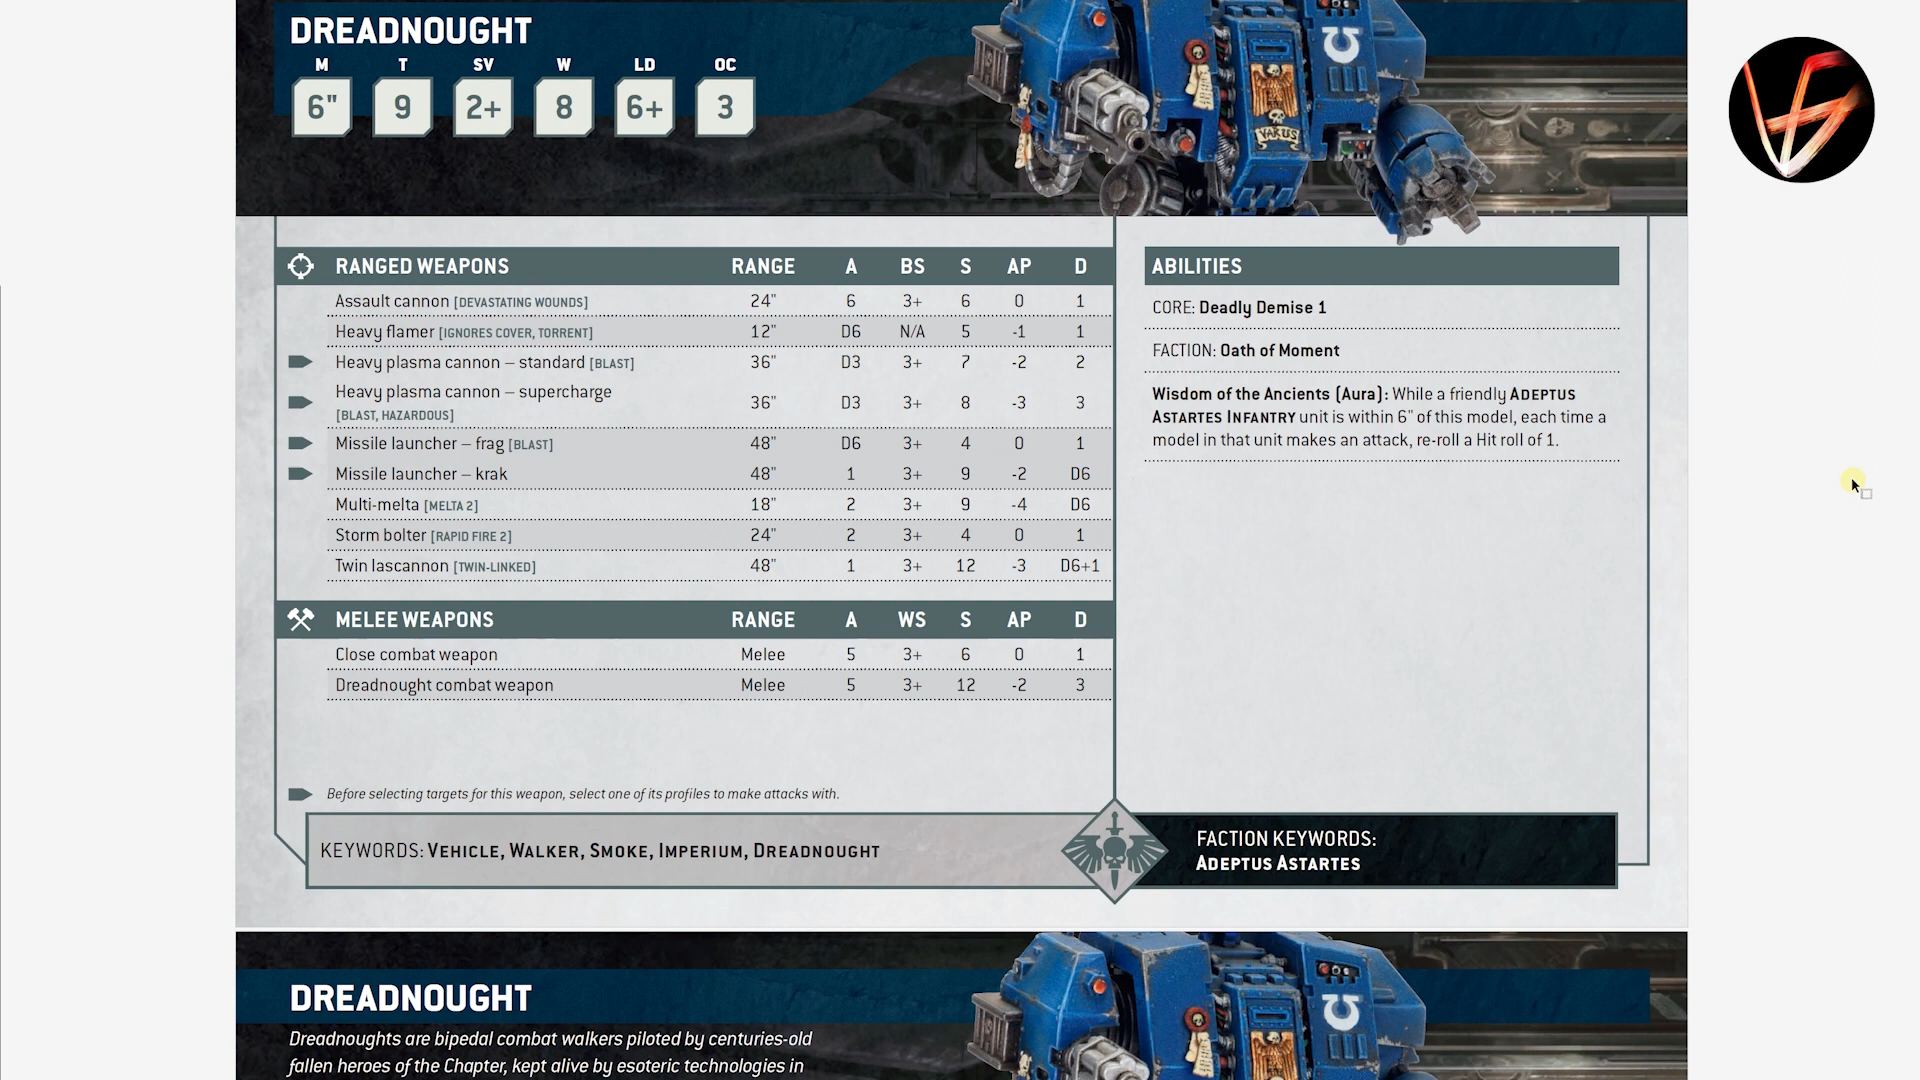 DREADNOUGHT
M T SV W LD OC
6" 9 2+ 8 6+ 3
VARUS
RANGED WEAPONS RANGE A BS S AP D
Assault cannon [DEVASTATING WOUNDS] 24" 6 3+ 6 0 1
Heavy flamer [IGNORES COVER, TORRENT] 12" D6 N/A 5 -1 1
Heavy plasma cannon – standard [BLAST] 36" D3 3+ 7 -2 2
Heavy plasma cannon – supercharge
[BLAST, HAZARDOUS] 36" D3 3+ 8 -3 3
Missile launcher – frag [BLAST] 48" D6 3+ 4 0 1
Missile launcher – krak 48" 1 3+ 9 -2 D6
Multi-melta [MELTA 2] 18" 2 3+ 9 -4 D6
Storm bolter [RAPID FIRE 2] 24" 2 3+ 4 0 1
Twin lascannon [TWIN-LINKED] 48" 1 3+ 12 -3 D6+1
MELEE WEAPONS RANGE A WS S AP D
Close combat weapon Melee 5 3+ 6 0 1
Dreadnought combat weapon Melee 5 3+ 12 -2 3
Before selecting targets for this weapon, select one of its profiles to make attacks with.
ABILITIES
CORE: Deadly Demise 1
FACTION: Oath of Moment
Wisdom of the Ancients (Aura): While a friendly ADEPTUS
ASTARTES INFANTRY unit is within 6" of this model, each time a
model in that unit makes an attack, re-roll a Hit roll of 1.
KEYWORDS: VEHICLE, WALKER, SMOKE, IMPERIUM, DREADNOUGHT
FACTION KEYWORDS:
ADEPTUS ASTARTES
DREADNOUGHT
Dreadnoughts are bipedal combat walkers piloted by centuries-old
fallen heroes of the Chapter, kept alive by esoteric technologies in